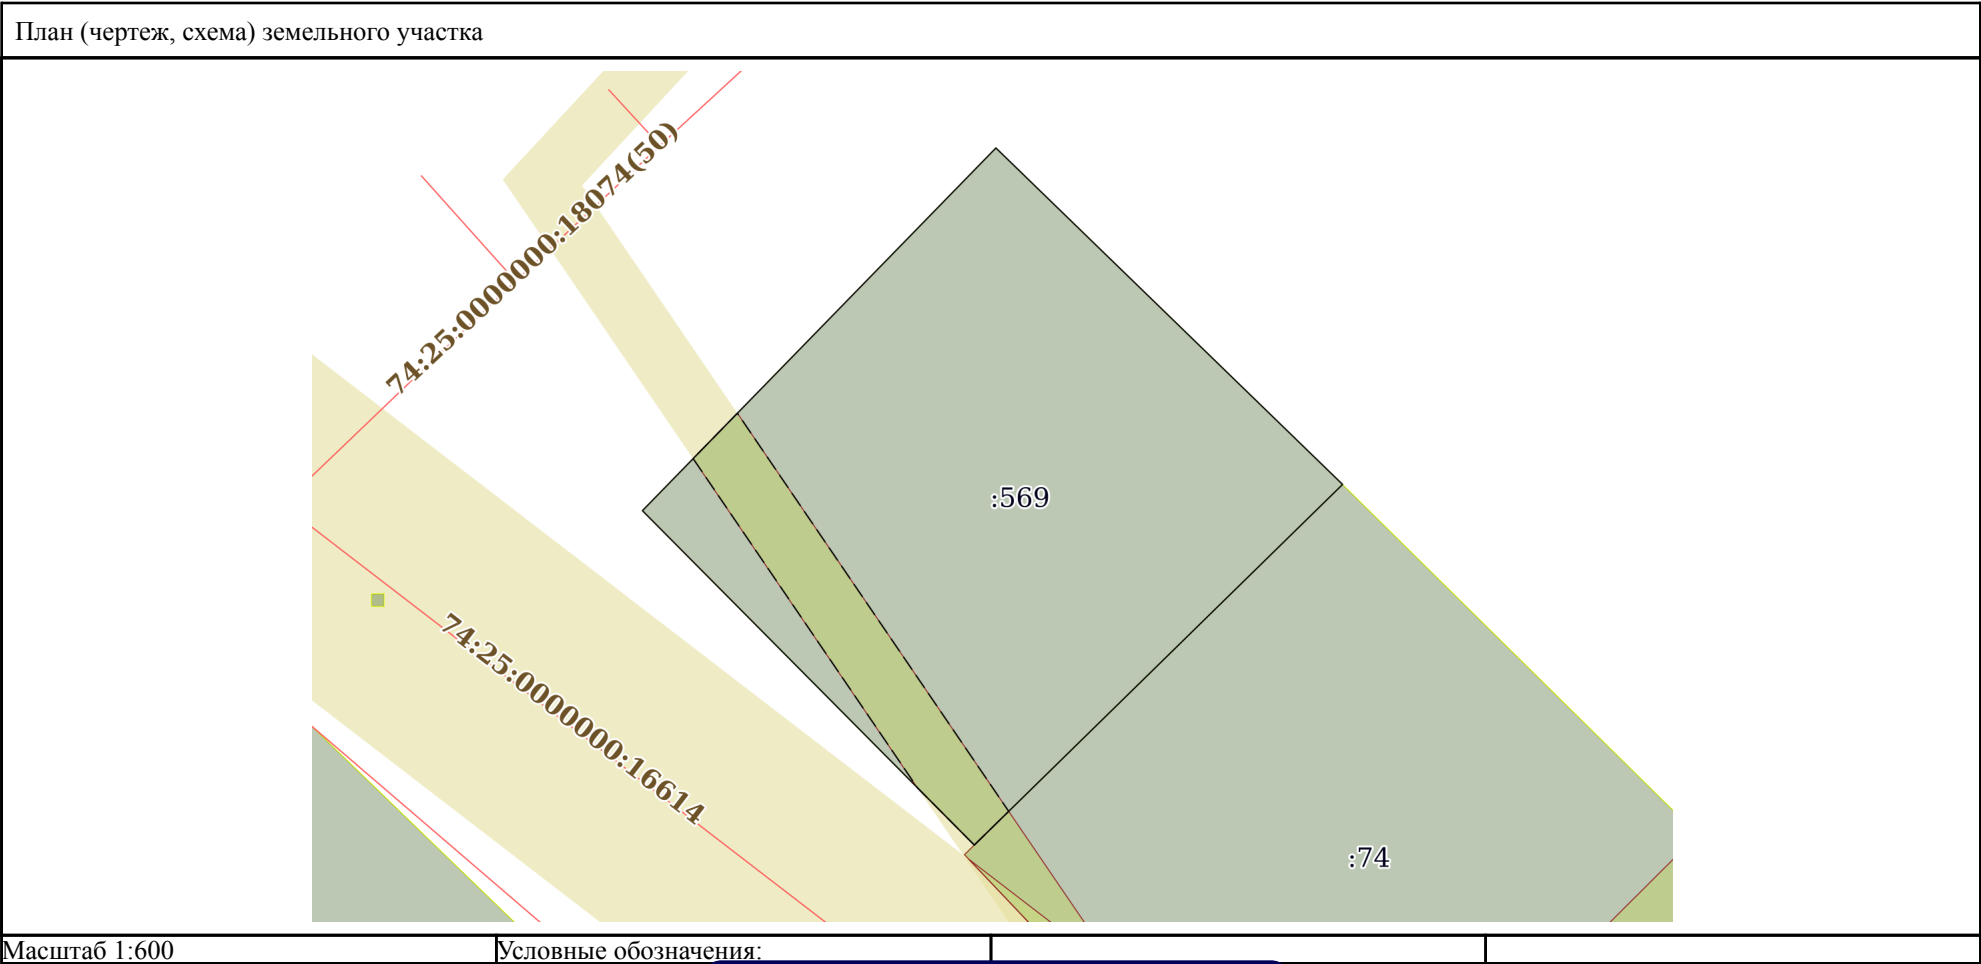 План (чертеж, схема) земельного участка
74:25:0000000:18074(50)
:569
74:25:0000000:16614
:74
Масштаб 1:600
Условные обозначения: